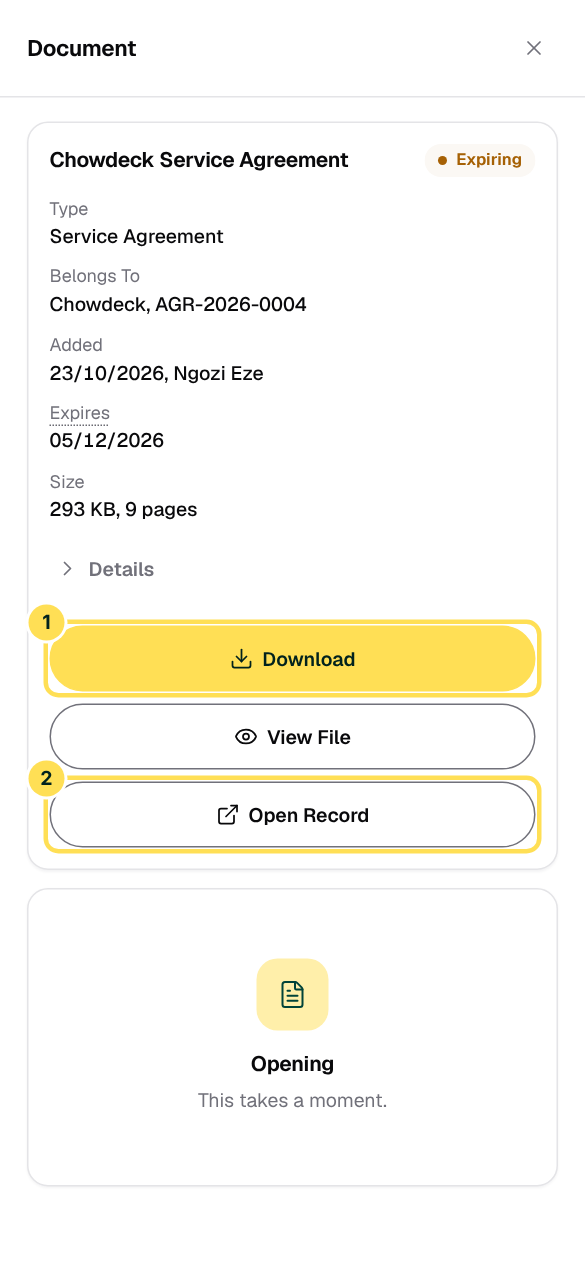 Document
Chowdeck Service Agreement
Expiring
Type
Service Agreement
Belongs To
Chowdeck, AGR-2026-0004
Added
23/10/2026, Ngozi Eze
Expires
05/12/2026
Size
293 KB, 9 pages
Details
1
Download
View File
2
Open Record
Opening
This takes a moment.